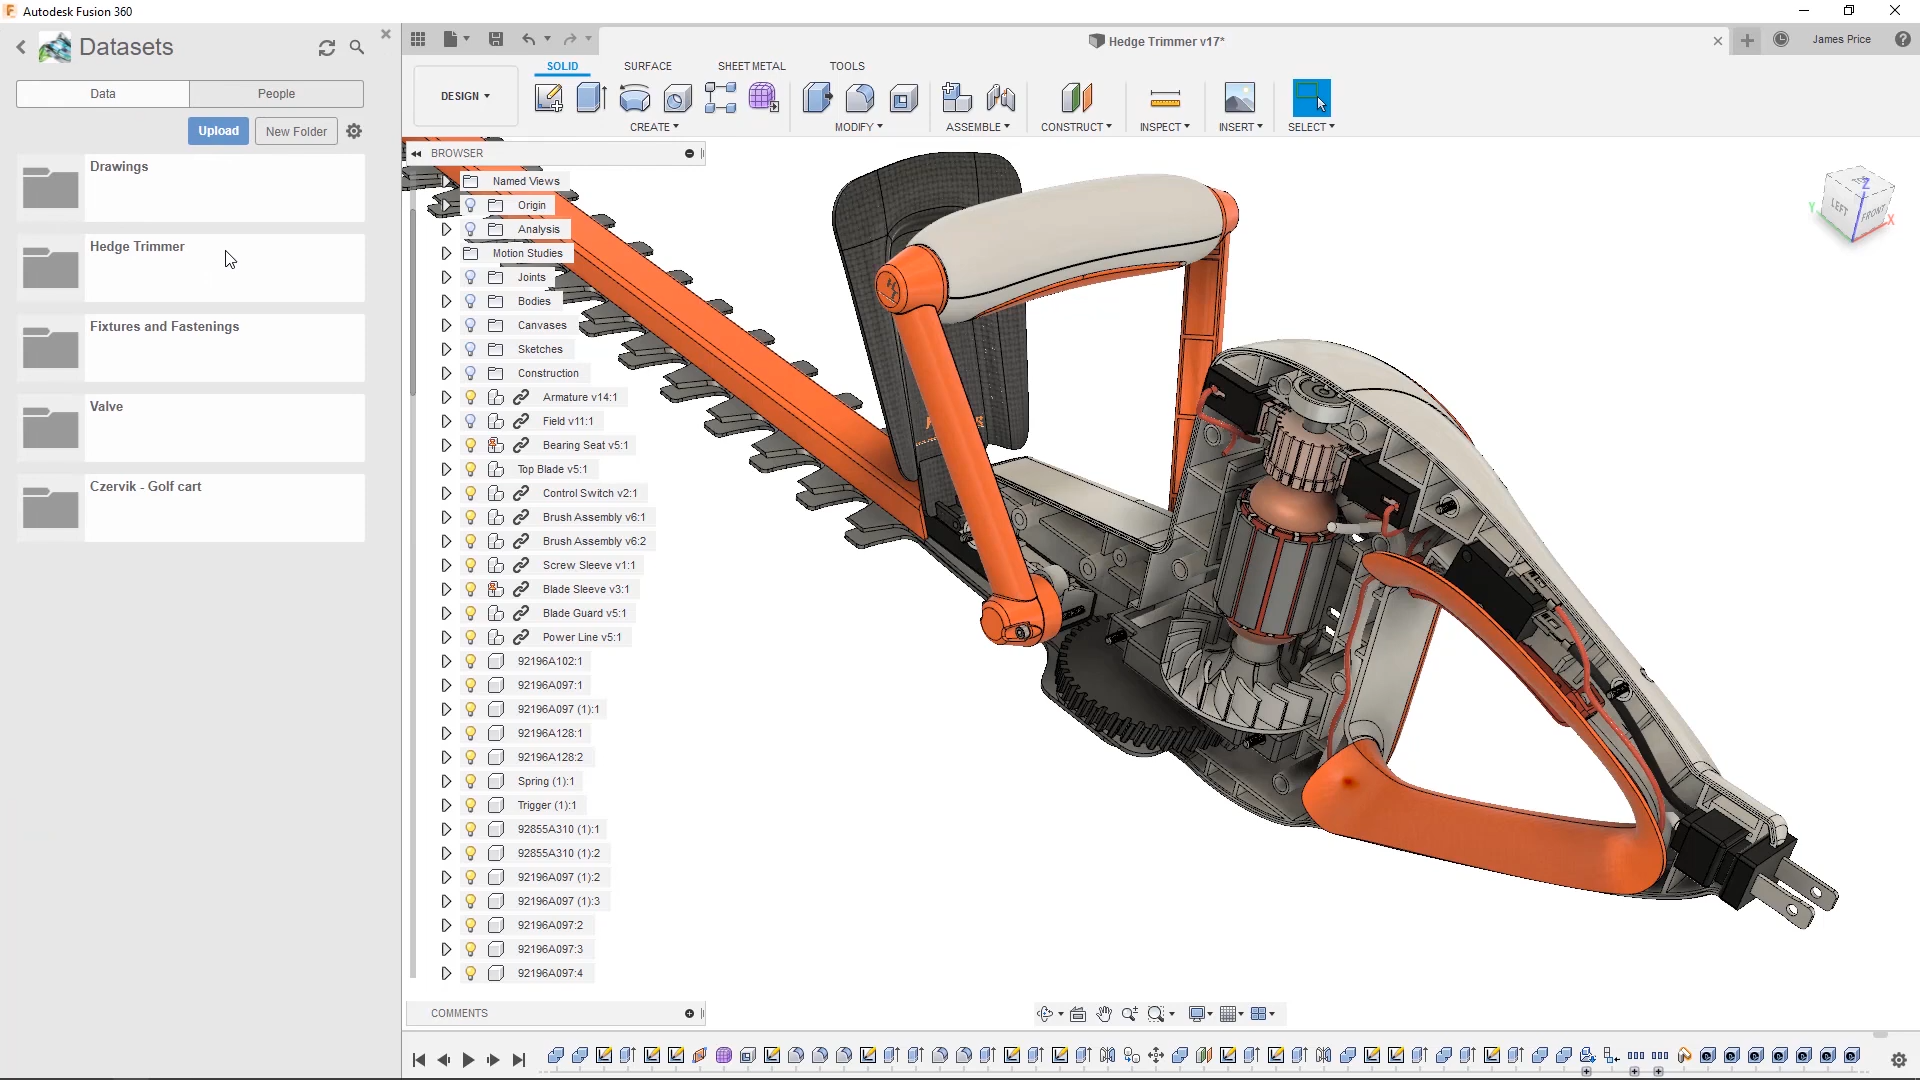 Autodesk Fusion 360
Datasets
Data
People
Upload
New Folder
Drawings
Hedge Trimmer
Fixtures and Fastenings
Valve
Czervik - Golf cart
Hedge Trimmer v17*
James Price
DESIGN
SOLID
SURFACE
SHEET METAL
TOOLS
CREATE
MODIFY
ASSEMBLE
CONSTRUCT
INSPECT
INSERT
SELECT
BROWSER
Named Views
Origin
Analysis
Motion Studies
Joints
Bodies
Canvases
Sketches
Construction
Armature v14:1
Field v11:1
Bearing Seat v5:1
Top Blade v5:1
Control Switch v2:1
Brush Assembly v6:1
Brush Assembly v6:2
Screw Sleeve v1:1
Blade Sleeve v3:1
Blade Guard v5:1
Power Line v5:1
92196A102:1
92196A097:1
92196A097 (1):1
92196A128:1
92196A128:2
Spring (1):1
Trigger (1):1
92855A310 (1):1
92855A310 (1):2
92196A097 (1):2
92196A097 (1):3
92196A097:2
92196A097:3
92196A097:4
COMMENTS
Z
Y
X
LEFT
FRONT